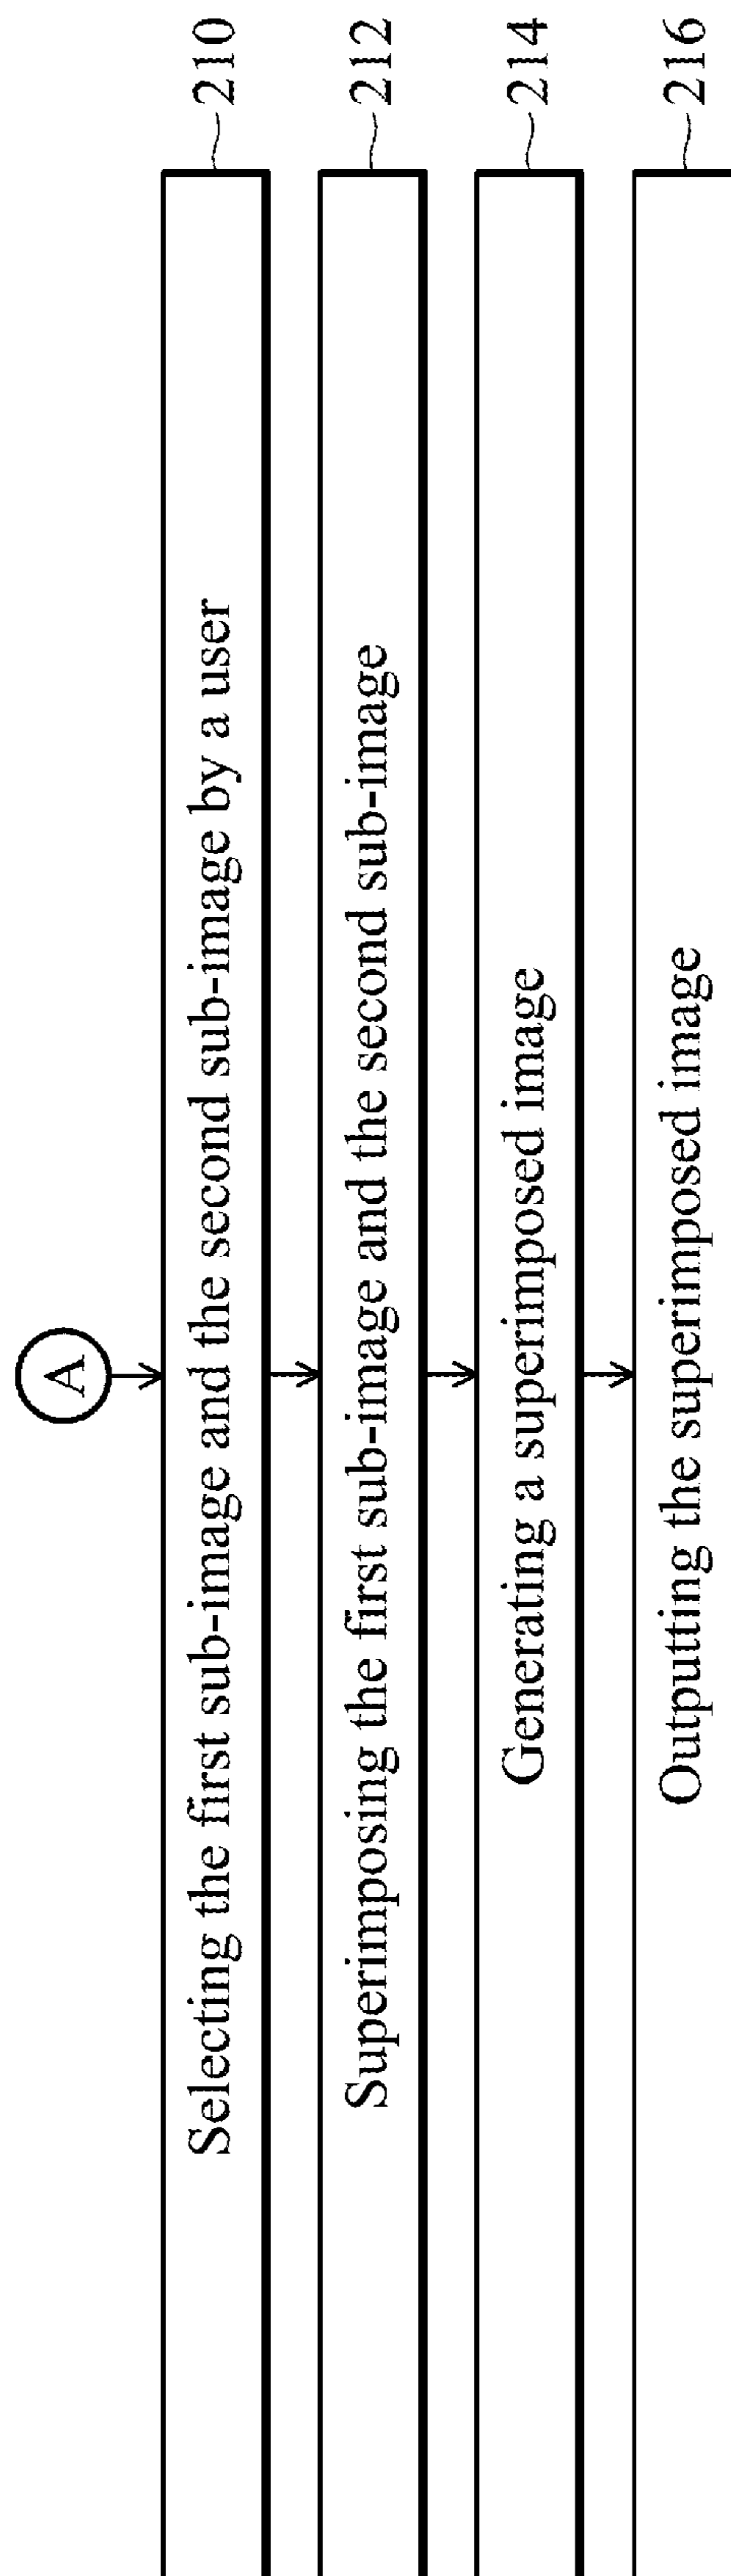 A
Selecting the first sub-image and the second sub-image by a user
210
Superimposing the first sub-image and the second sub-image
212
Generating a superimposed image
214
Outputting the superimposed image
216